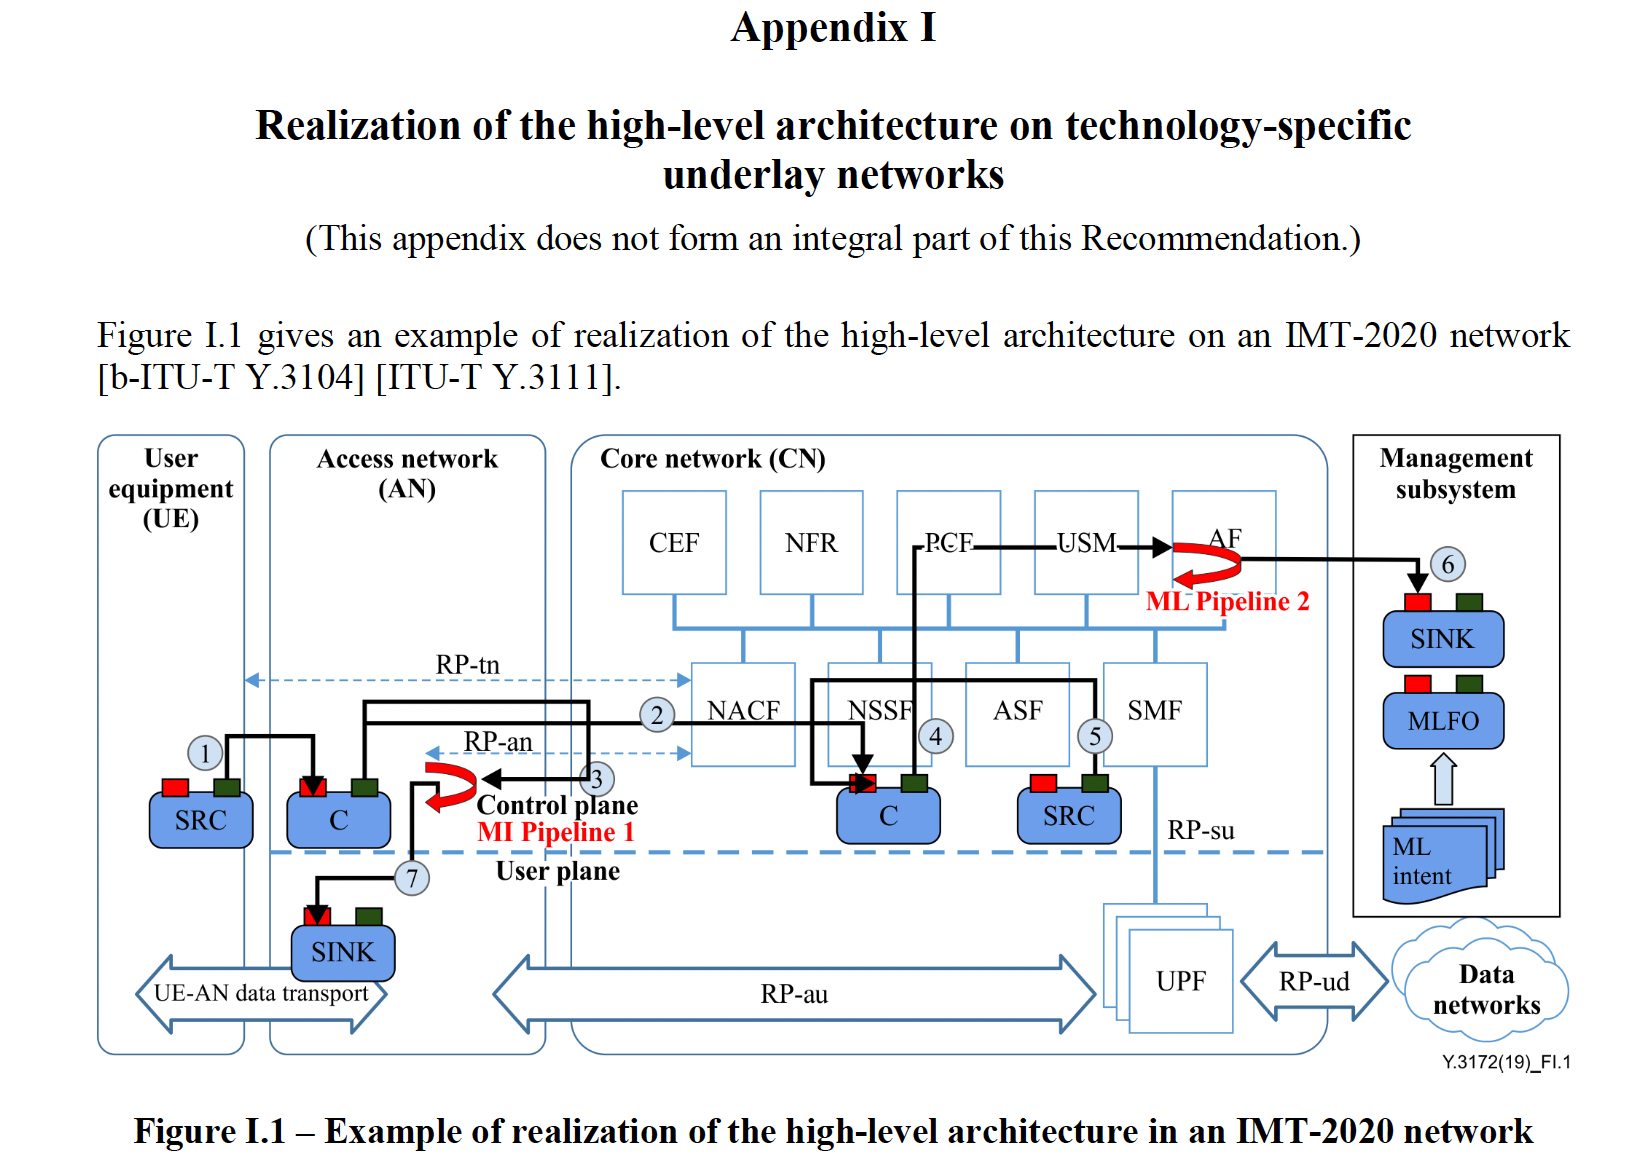 Appendix I
Realization of the high-level architecture on technology-specific
underlay networks
(This appendix does not form an integral part of this Recommendation.)
Figure I.1 gives an example of realization of the high-level architecture on an IMT-2020 network
[b-ITU-T Y.3104] [ITU-T Y.3111].
User
equipment
(UE)
Access network
(AN)
Core network (CN)
Management
subsystem
CEF
NFR
PCF
USM
AF
ML Pipeline 2
6
SINK
RP-tn
NACF
NSSF
ASF
SMF
MLFO
2
4
5
1
RP-an
3
Control plane
MI Pipeline 1
SRC
C
C
SRC
RP-su
ML
intent
User plane
7
SINK
UE-AN data transport
RP-au
UPF
RP-ud
Data
networks
Y.3172(19)_FI.1
Figure I.1 – Example of realization of the high-level architecture in an IMT-2020 network